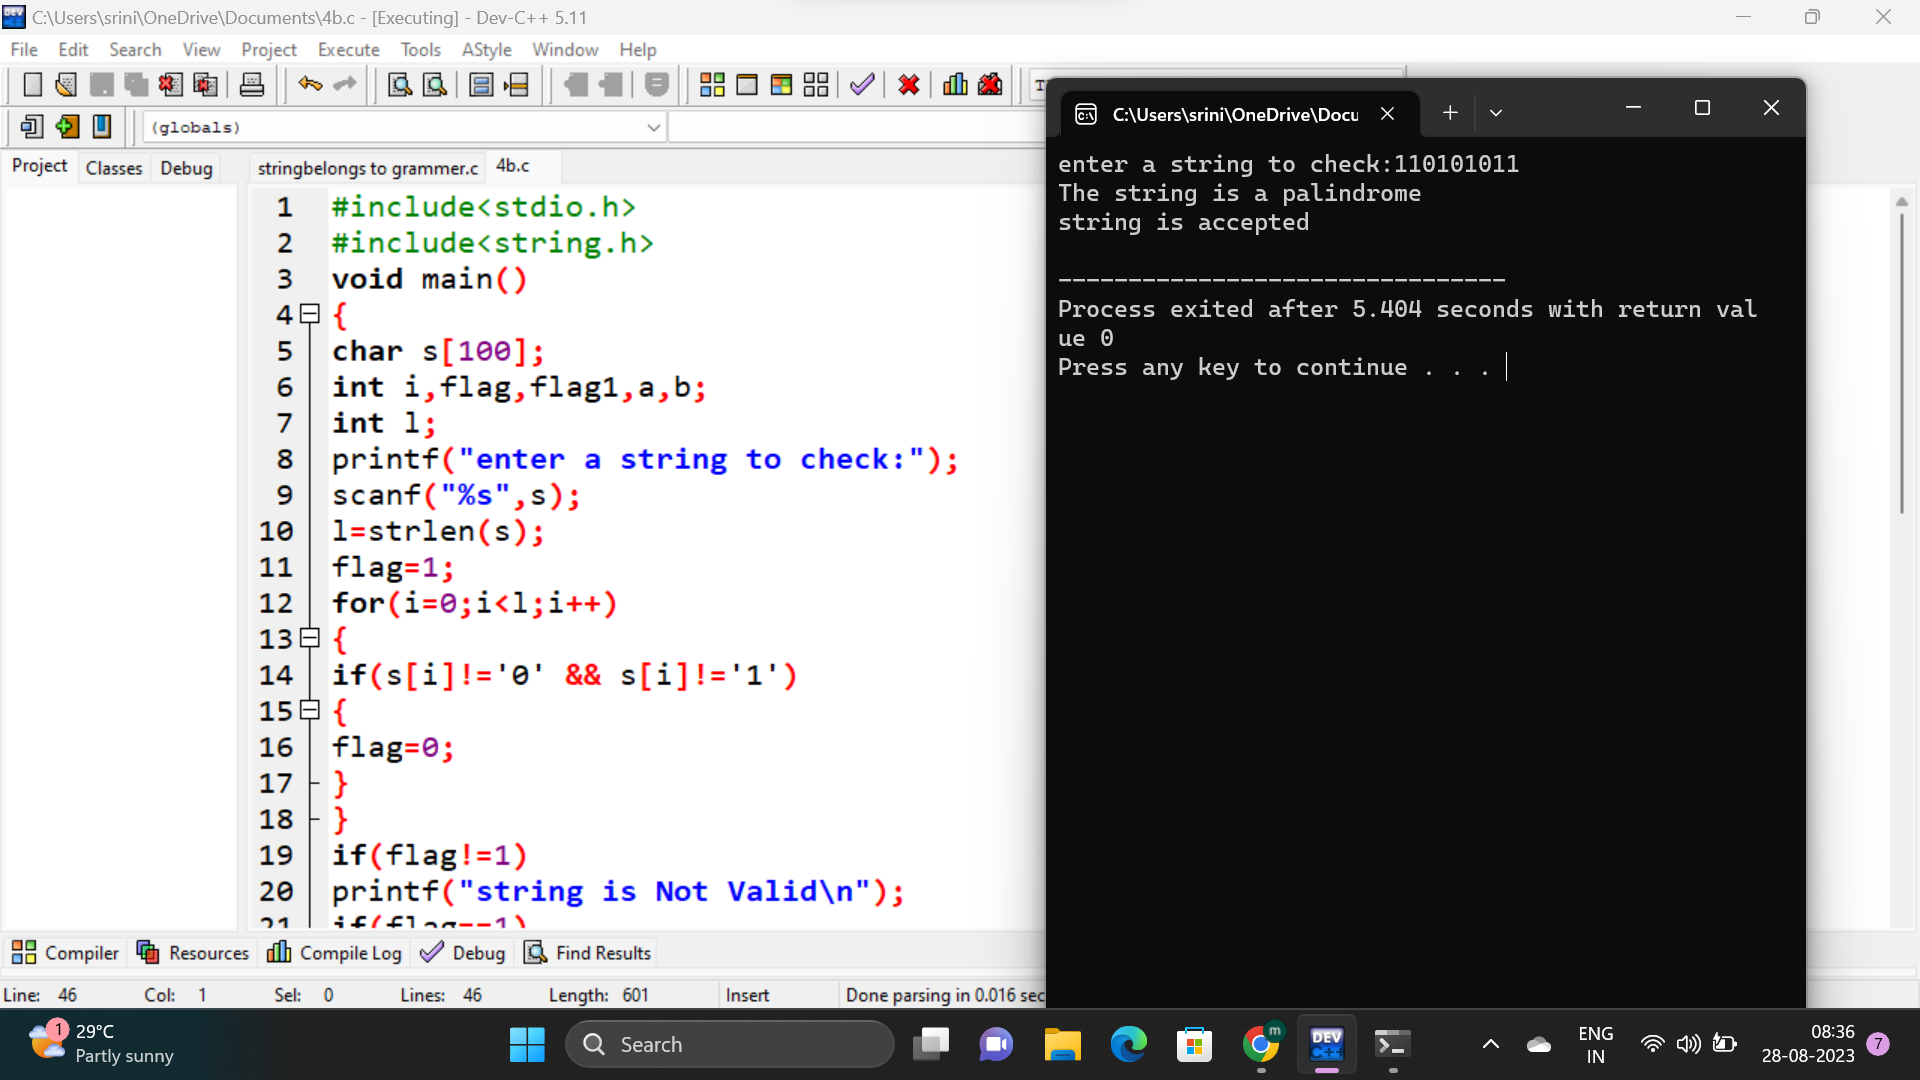 C:\Users\srini\OneDrive\Documents\4b.c - [Executing] - Dev-C++ 5.11
File Edit Search View Project Execute Tools AStyle Window Help
(globals)
Project Classes Debug
stringbelongs to grammer.c 4b.c
1 #include<stdio.h>
2 #include<string.h>
3 void main()
4 {
5 char s[100];
6 int i,flag,flag1,a,b;
7 int l;
8 printf("enter a string to check:");
9 scanf("%s",s);
10 l=strlen(s);
11 flag=1;
12 for(i=0;i<l;i++)
13 {
14 if(s[i]!='0' && s[i]!='1')
15 {
16 flag=0;
17 }
18 }
19 if(flag!=1)
20 printf("string is Not Valid\n");
21 if(flag==1)
C:\Users\srini\OneDrive\Docu
enter a string to check:110101011
The string is a palindrome
string is accepted
--------------------------------
Process exited after 5.404 seconds with return val
ue 0
Press any key to continue . . .
Compiler Resources Compile Log Debug Find Results
Line: 46 Col: 1 Sel: 0 Lines: 46 Length: 601 Insert Done parsing in 0.016 sec
1 29°C
Partly sunny
Search
m
DEV
C++
ENG
IN
08:36
28-08-2023
7